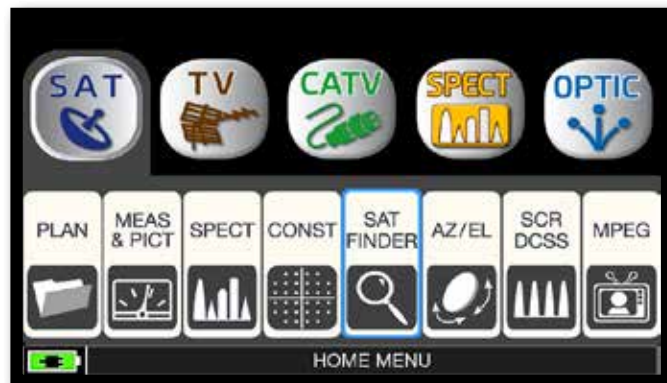 SAT
TV
CATV
SPECT
OPTIC
PLAN
MEAS
& PICT
SPECT
CONST
SAT
FINDER
AZ/EL
SCR
DCSS
MPEG
HOME MENU